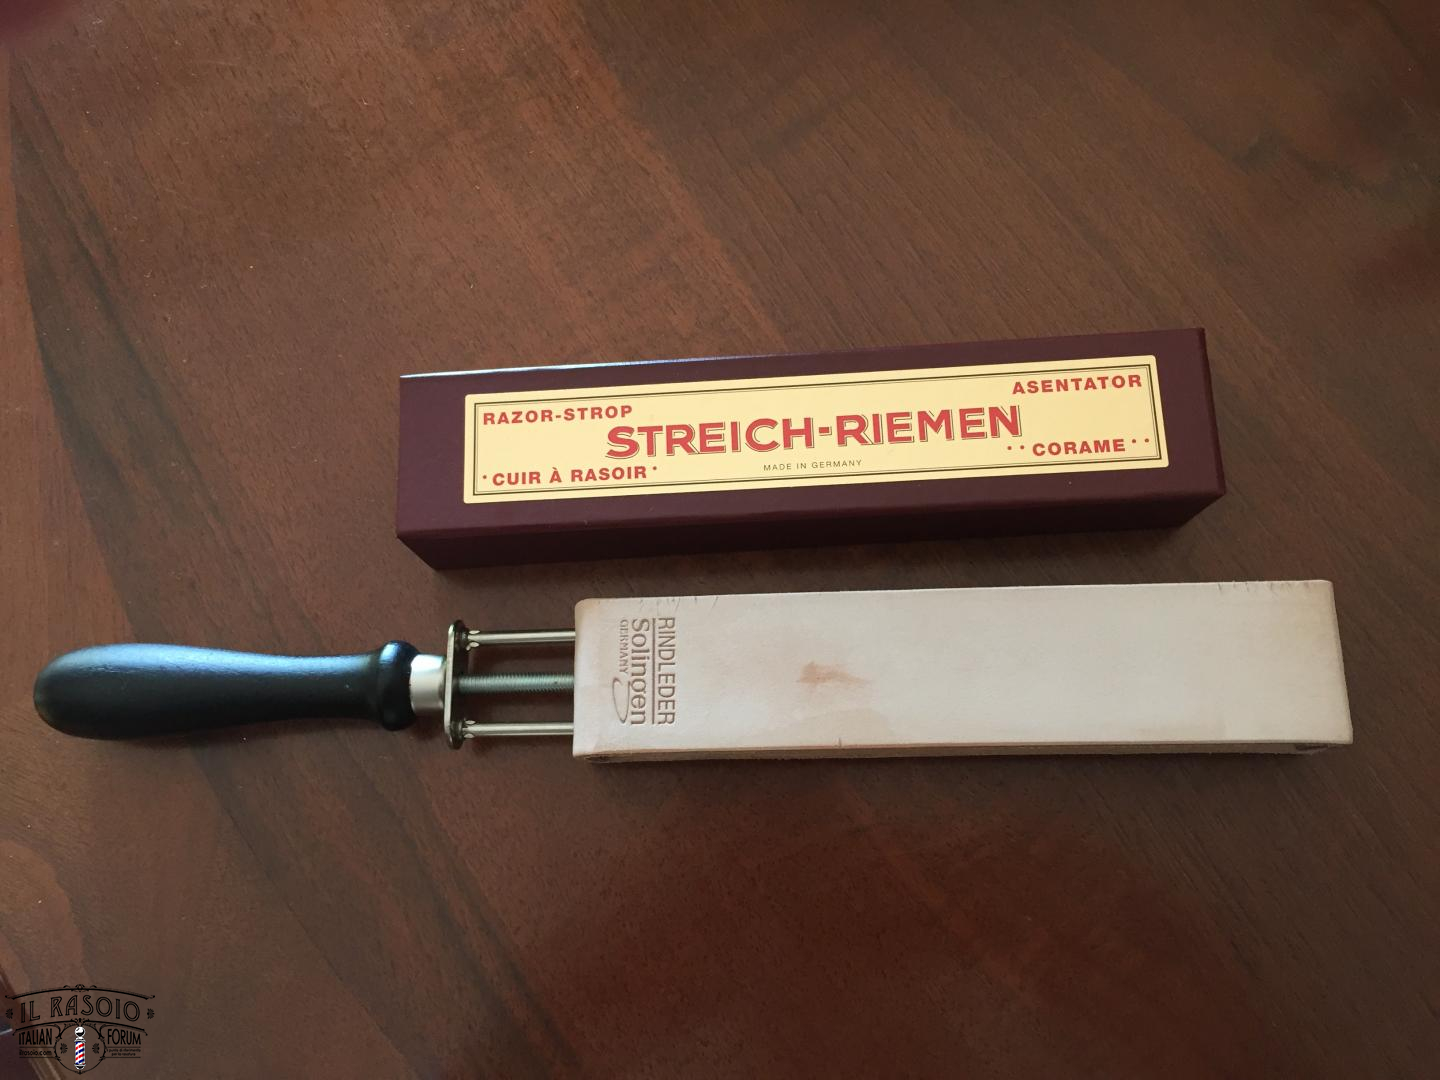 RAZOR-STROP
ASENTATOR
STREICH-RIEMEN
·CUIR À RASOIR·
··CORAME··
MADE IN GERMANY
RINDLEDER
Solingen
GERMANY
IL RASOIO
ITALIAN FORUM